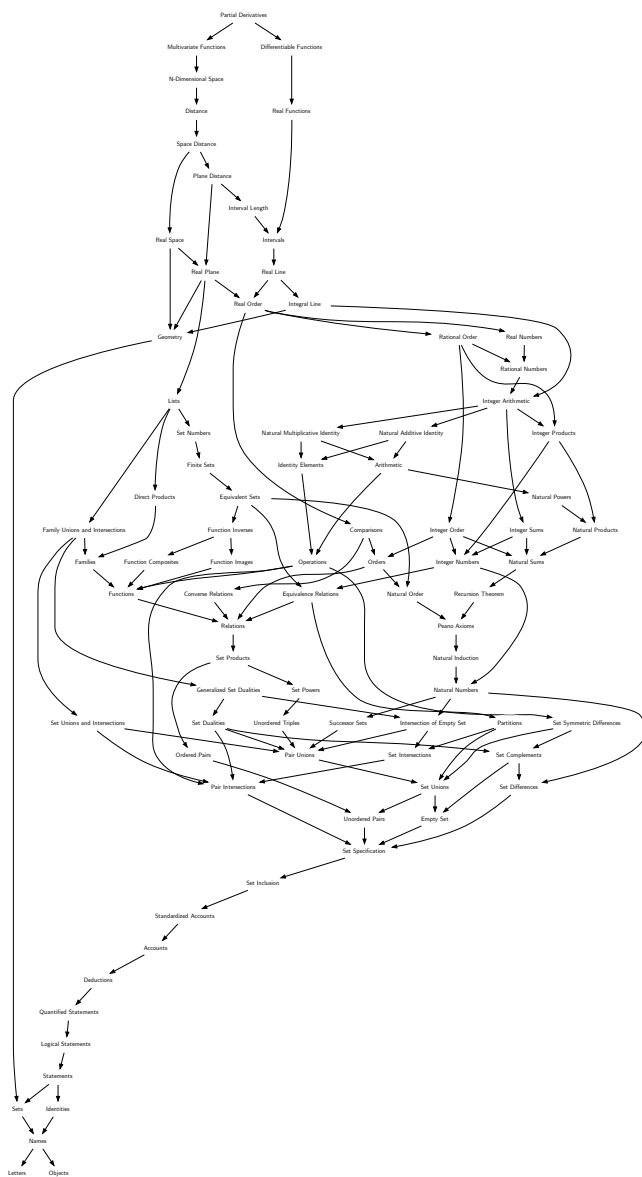 Partial Derivatives
Multivariate Functions
Differentiable Functions
N-Dimensional Space
Distance
Real Functions
Space Distance
Plane Distance
Interval Length
Real Space
Intervals
Real Plane
Real Line
Real Order
Integral Line
Geometry
Rational Order
Real Numbers
Rational Numbers
Lists
Integer Arithmetic
Set Numbers
Natural Multiplicative Identity
Natural Additive Identity
Integer Products
Finite Sets
Identity Elements
Arithmetic
Direct Products
Equivalent Sets
Natural Powers
Family Unions and Intersections
Function Inverses
Comparisons
Integer Order
Integer Sums
Natural Products
Families
Function Composites
Function Images
Operations
Orders
Integer Numbers
Natural Sums
Functions
Converse Relations
Equivalence Relations
Natural Order
Recursion Theorem
Relations
Peano Axioms
Set Products
Natural Induction
Generalized Set Dualities
Set Powers
Natural Numbers
Set Unions and Intersections
Set Dualities
Unordered Triples
Successor Sets
Intersection of Empty Set
Partitions
Set Symmetric Differences
Ordered Pairs
Pair Unions
Set Intersections
Set Complements
Pair Intersections
Set Unions
Set Differences
Unordered Pairs
Empty Set
Set Specification
Set Inclusion
Standardized Accounts
Accounts
Deductions
Quantified Statements
Logical Statements
Statements
Sets
Identities
Names
Letters
Objects